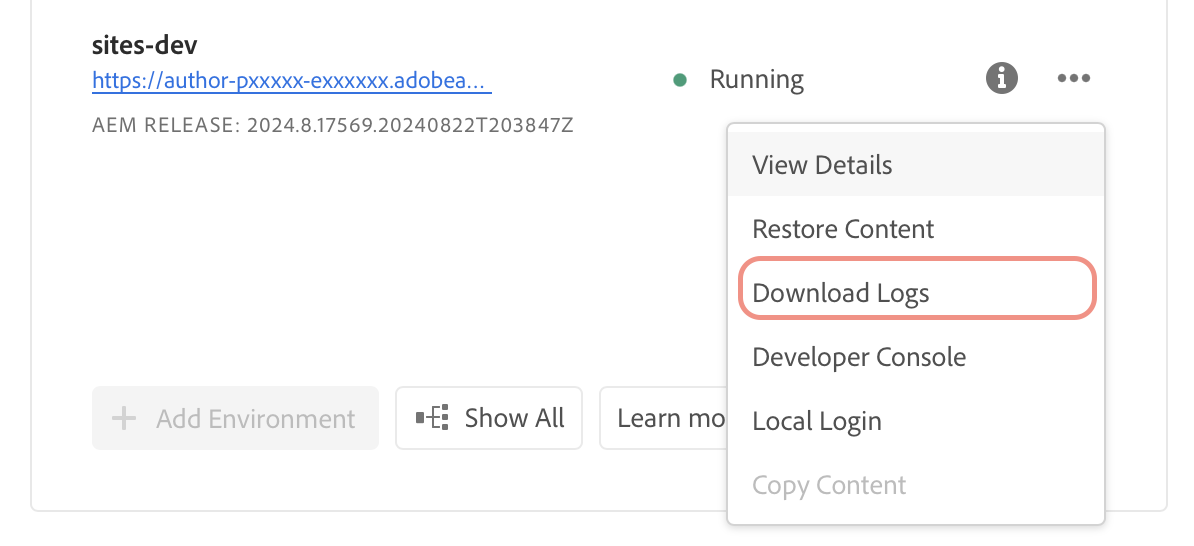 sites-dev
https://author-pxxxxx-exxxxxx.adobea...
Running
AEM RELEASE: 2024.8.17569.20240822T203847Z
View Details
Restore Content
Download Logs
Developer Console
Local Login
Copy Content
Add Environment
Show All
Learn mo